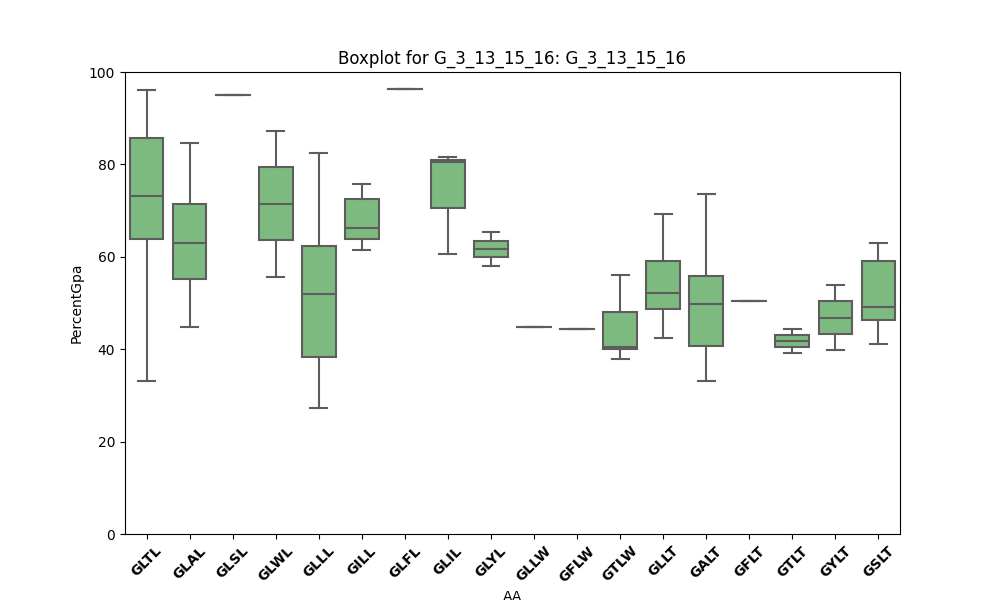 Boxplot for G_3_13_15_16: G_3_13_15_16
PercentGpa
100
80
60
40
20
0
GLTL GLAL GLSL GLWL GLLL GILL GLFL GLIL GLYL GLLW GFLW GTLW GLLT GALT GFLT GTLT GYLT GSLT
AA